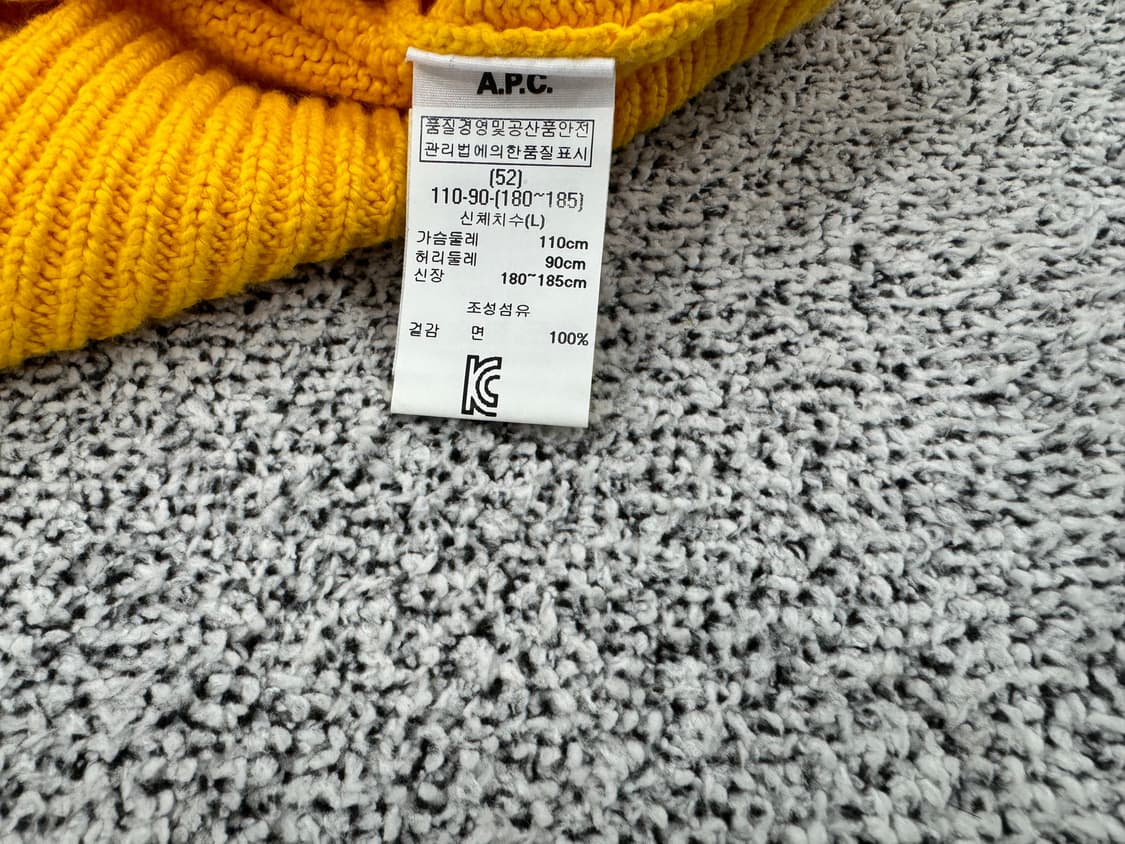 A.P.C.
품질경영및공산품안전
관리법에의한품질표시
(52)
110-90-(180~185)
신체치수(L)
가슴둘레 110cm
허리둘레 90cm
신장 180~185cm
조성섬유
겉감 면 100%
KC